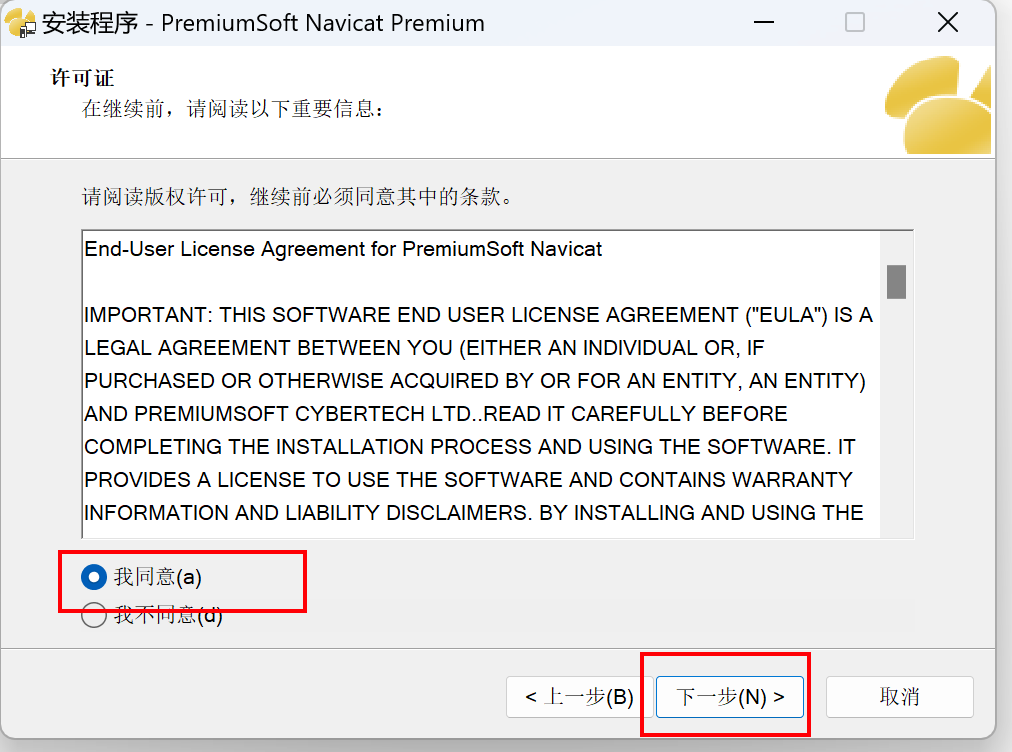 安装程序 - PremiumSoft Navicat Premium
许可证
在继续前，请阅读以下重要信息：
请阅读版权许可，继续前必须同意其中的条款。
End-User License Agreement for PremiumSoft Navicat
IMPORTANT: THIS SOFTWARE END USER LICENSE AGREEMENT ("EULA") IS A
LEGAL AGREEMENT BETWEEN YOU (EITHER AN INDIVIDUAL OR, IF
PURCHASED OR OTHERWISE ACQUIRED BY OR FOR AN ENTITY, AN ENTITY)
AND PREMIUMSOFT CYBERTECH LTD..READ IT CAREFULLY BEFORE
COMPLETING THE INSTALLATION PROCESS AND USING THE SOFTWARE. IT
PROVIDES A LICENSE TO USE THE SOFTWARE AND CONTAINS WARRANTY
INFORMATION AND LIABILITY DISCLAIMERS. BY INSTALLING AND USING THE
我同意(a)
我不同意(d)
< 上一步(B) 下一步(N) > 取消